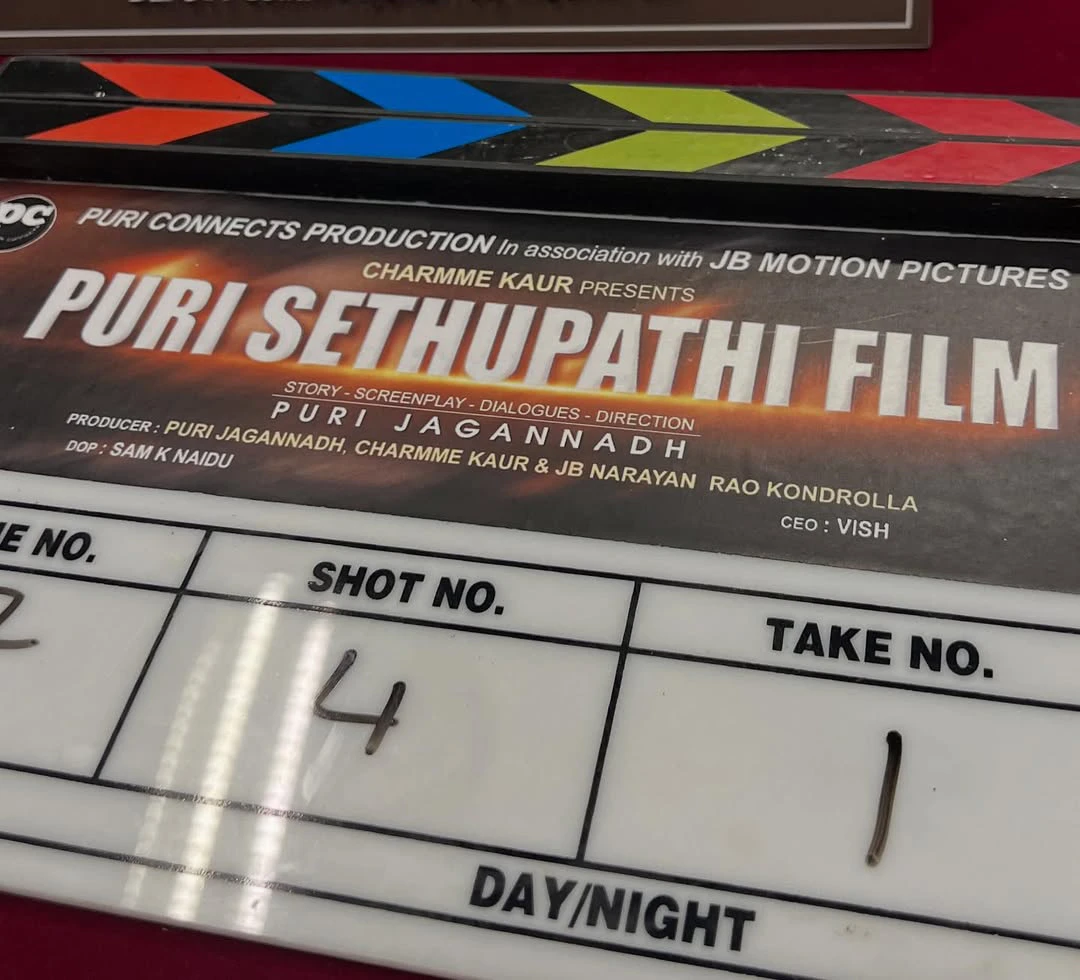 PC
PURI CONNECTS PRODUCTION In association with JB MOTION PICTURES
CHARMME KAUR PRESENTS
PURI SETHUPATHI FILM
STORY - SCREENPLAY - DIALOGUES - DIRECTION
PURI JAGANNADH
PRODUCER : PURI JAGANNADH, CHARMME KAUR & JB NARAYAN RAO KONDROLLA
DOP : SAM K NAIDU
CEO : VISH
E NO. SHOT NO. TAKE NO.
2 4 1
DAY/NIGHT